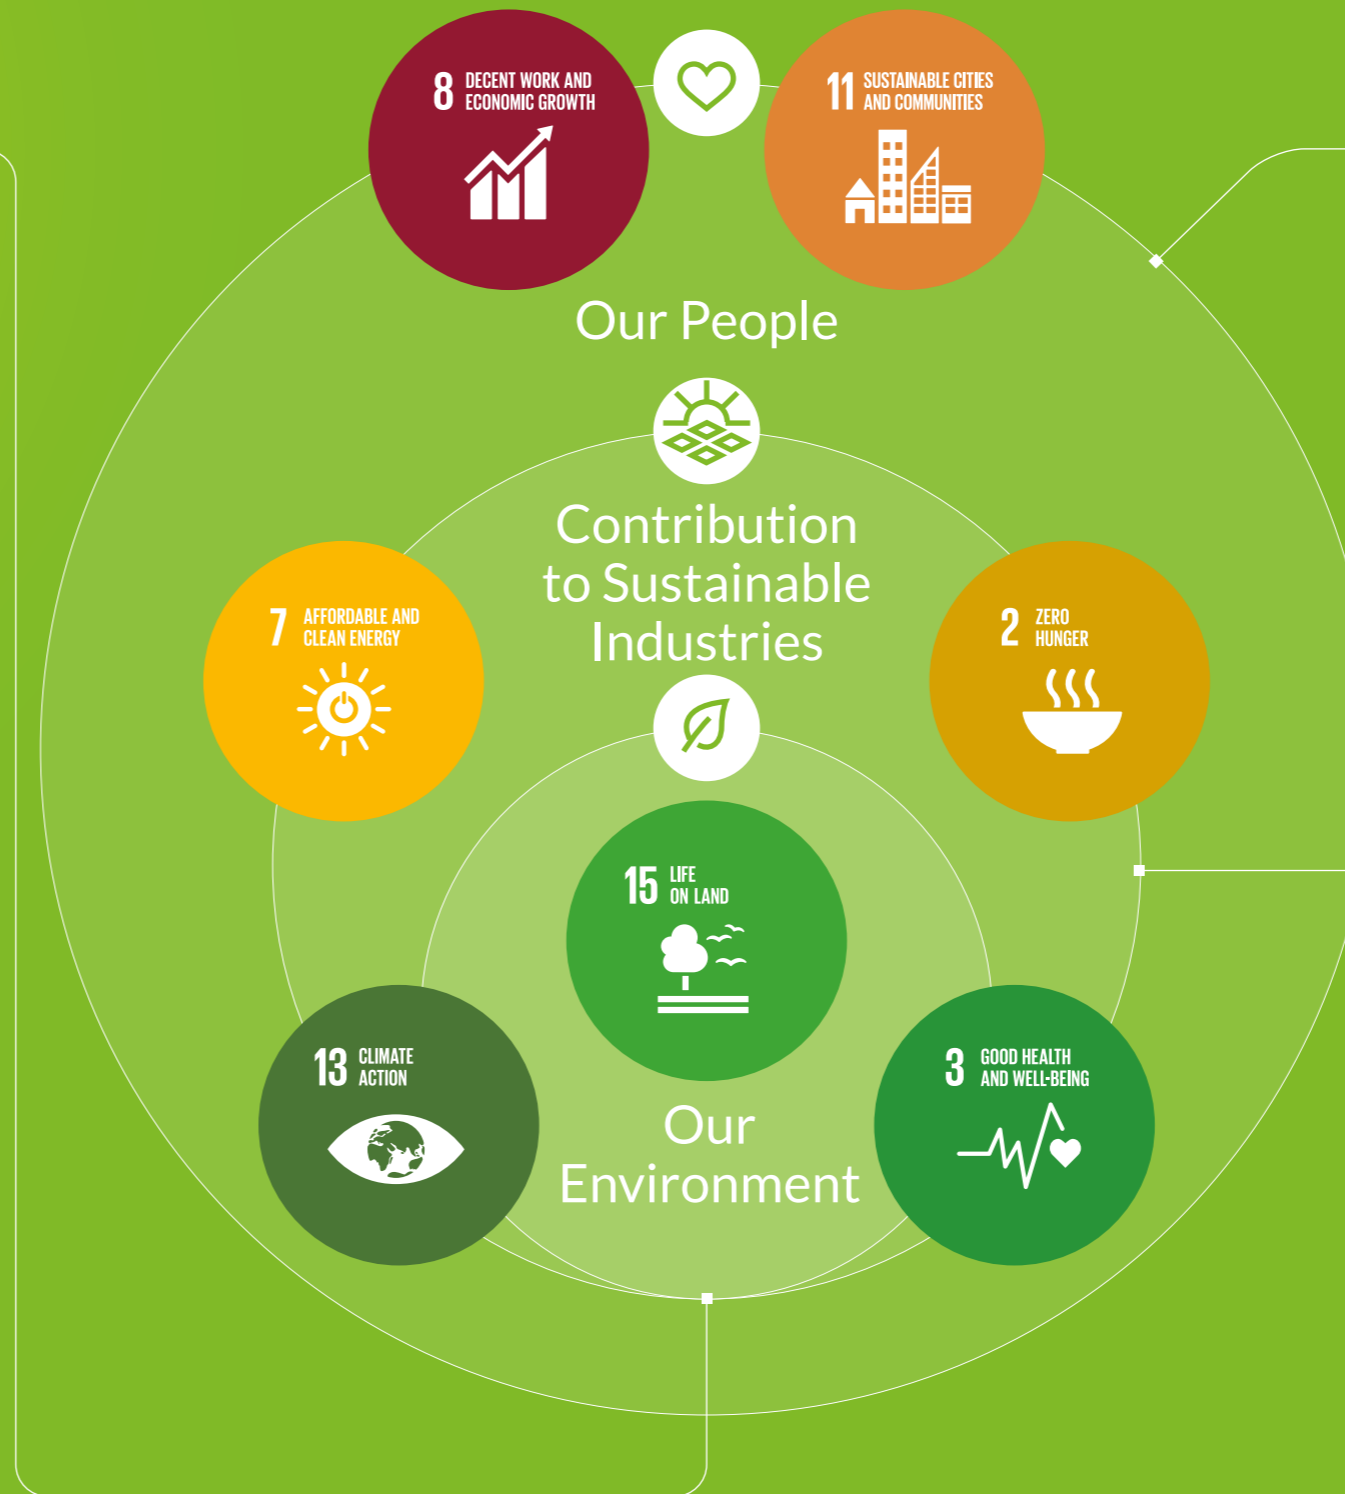 8 DECENT WORK AND
ECONOMIC GROWTH
11 SUSTAINABLE CITIES
AND COMMUNITIES
Our People
Contribution
to Sustainable
Industries
7 AFFORDABLE AND
CLEAN ENERGY
2 ZERO
HUNGER
15 LIFE
ON LAND
13 CLIMATE
ACTION
3 GOOD HEALTH
AND WELL-BEING
Our
Environment